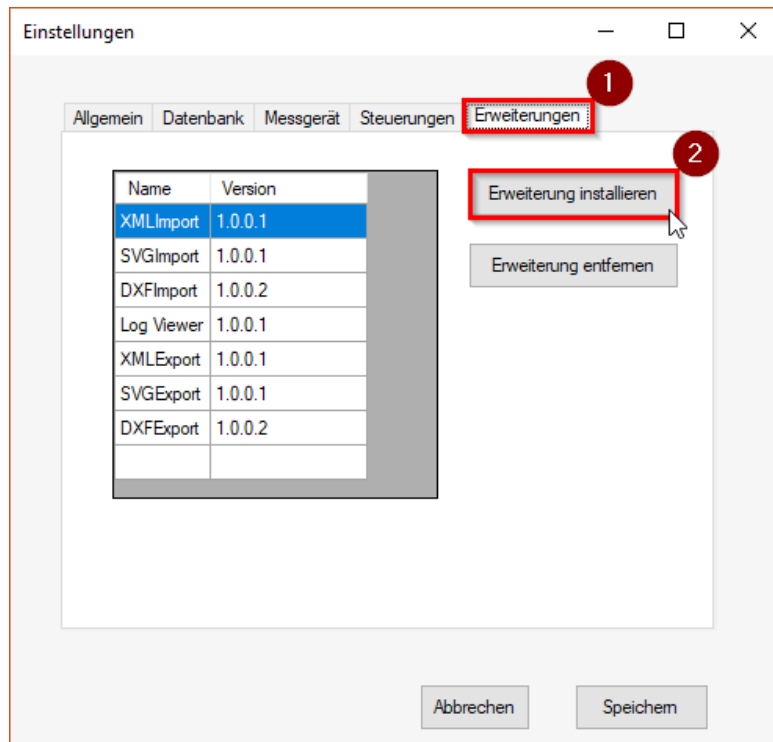 Einstellungen
1
Allgemein Datenbank Messgerät Steuerungen Erweiterungen
2
Name Version
XMLImport 1.0.0.1
SVGImport 1.0.0.1
DXFImport 1.0.0.2
Log Viewer 1.0.0.1
XMLExport 1.0.0.1
SVGExport 1.0.0.1
DXFExport 1.0.0.2
Erweiterung installieren
Erweiterung entfernen
Abbrechen Speichern